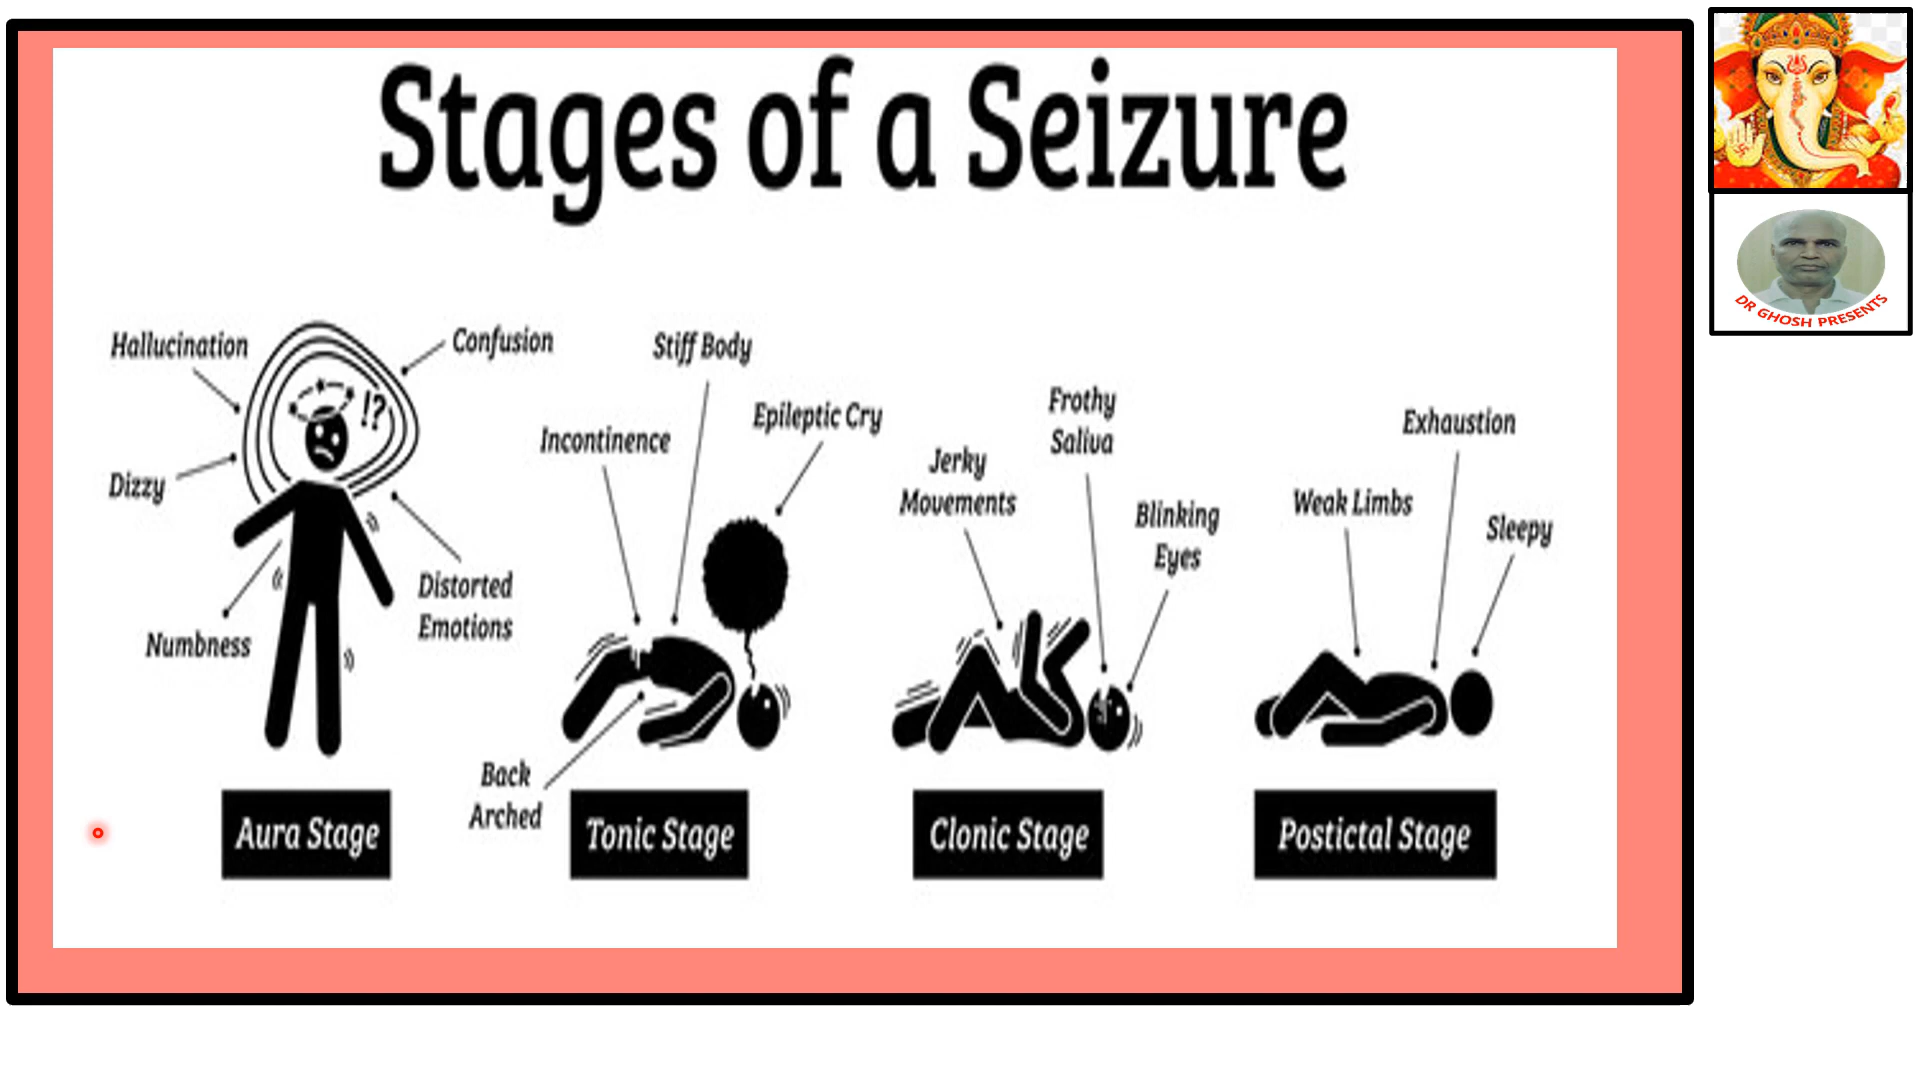 Stages of a Seizure
Hallucination
Confusion
Dizzy
Numbness
Distorted
Emotions
!?
Aura Stage
Stiff Body
Incontinence
Epileptic Cry
Back
Arched
Tonic Stage
Jerky
Movements
Frothy
Saliva
Blinking
Eyes
Clonic Stage
Exhaustion
Weak Limbs
Sleepy
Postictal Stage
DR GHOSH PRESENTS